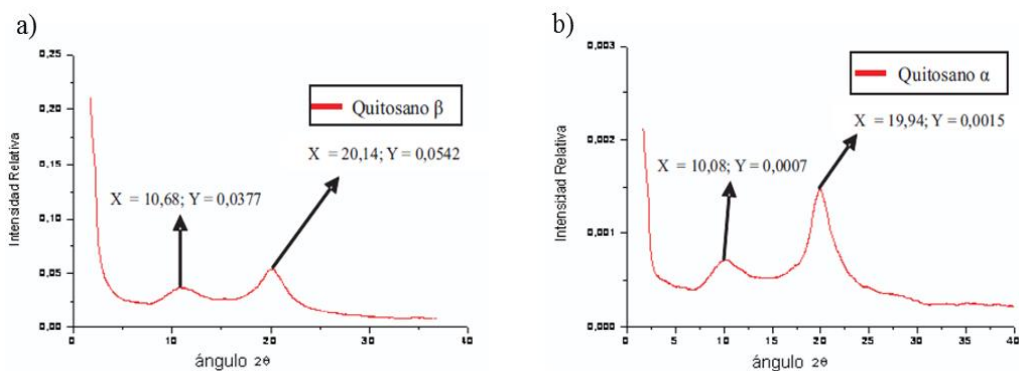 a)
0,25
0,20
0,15
0,10
0,05
0,00
0
10
20
30
40
Intensidad Relativa
ángulo 2θ
Quitosano β
X = 20,14; Y = 0,0542
X = 10,68; Y = 0,0377
b)
0,003
0,002
0,001
0,000
0
5
10
15
20
25
30
35
40
Intensidad Relativa
ángulo 2θ
Quitosano α
X = 19,94; Y = 0,0015
X = 10,08; Y = 0,0007